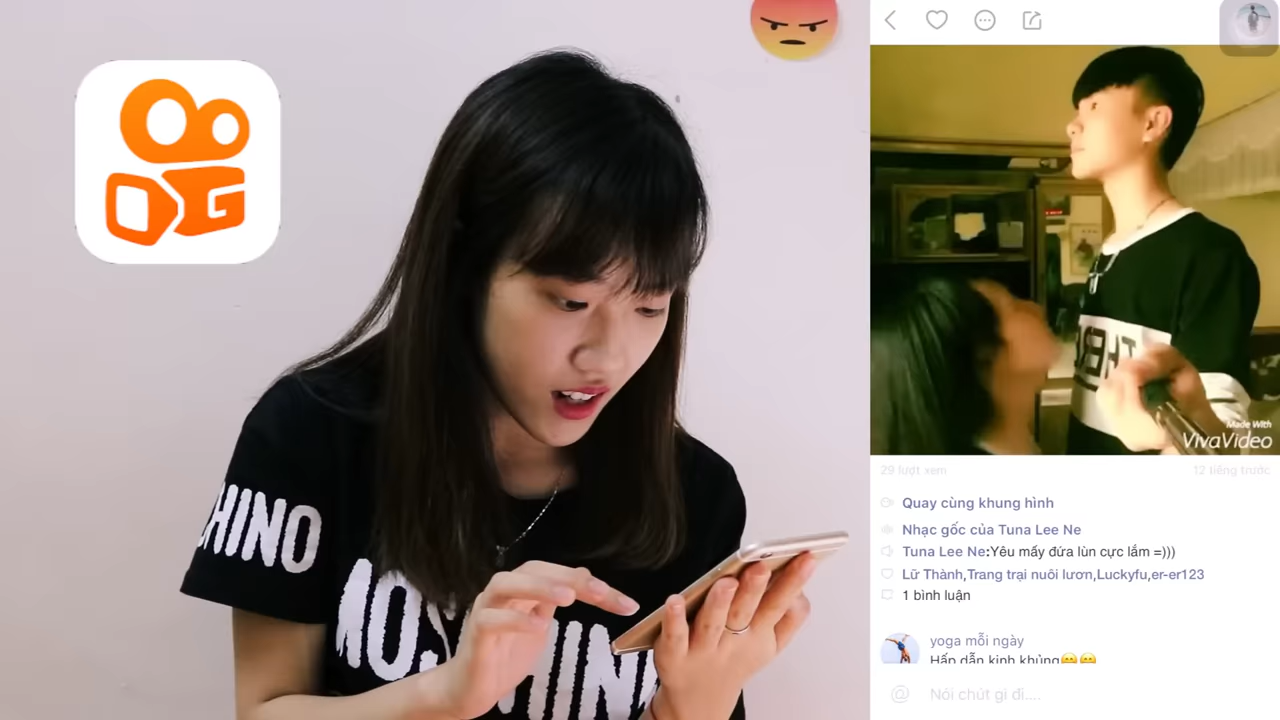 HINO
MOSCHINO
Made With
VivaVideo
29 lượt xem
12 tiếng trước
Quay cùng khung hình
Nhạc gốc của Tuna Lee Ne
Tuna Lee Ne:Yêu mấy đứa lùn cực lắm =)))
Lữ Thành,Trang trại nuôi lươn,Luckyfu,er-er123
1 bình luận
yoga mỗi ngày
Hấp dẫn kinh khủng😁😁
@ Nói chút gì đi....